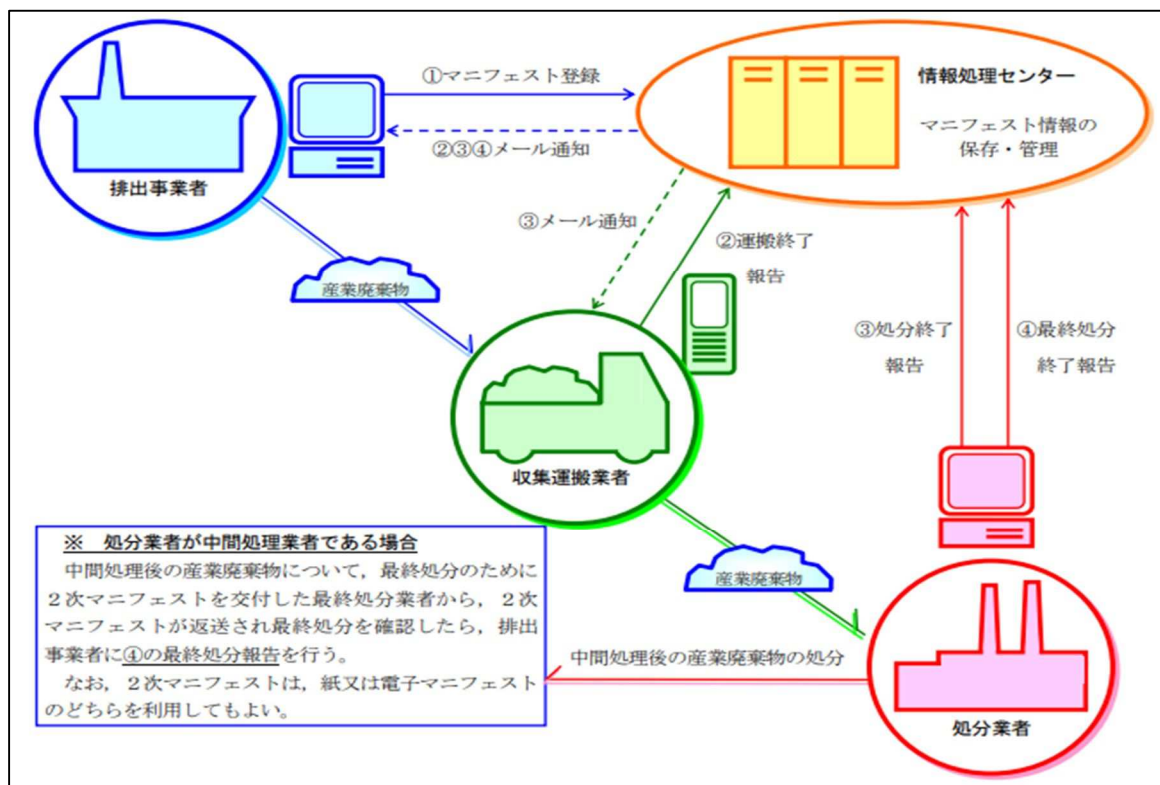 ①マニフェスト登録
情報処理センター
マニフェスト情報の
保存・管理
②③④メール通知
排出事業者
③メール通知
②運搬終了
報告
産業廃棄物
③処分終了
報告
④最終処分
終了報告
収集運搬業者
※ 処分業者が中間処理業者である場合
中間処理後の産業廃棄物について，最終処分のために
２次マニフェストを交付した最終処分業者から，２次
マニフェストが返送され最終処分を確認したら，排出
事業者に④の最終処分報告を行う。
なお，２次マニフェストは，紙又は電子マニフェスト
のどちらを利用してもよい。
産業廃棄物
中間処理後の産業廃棄物の処分
処分業者